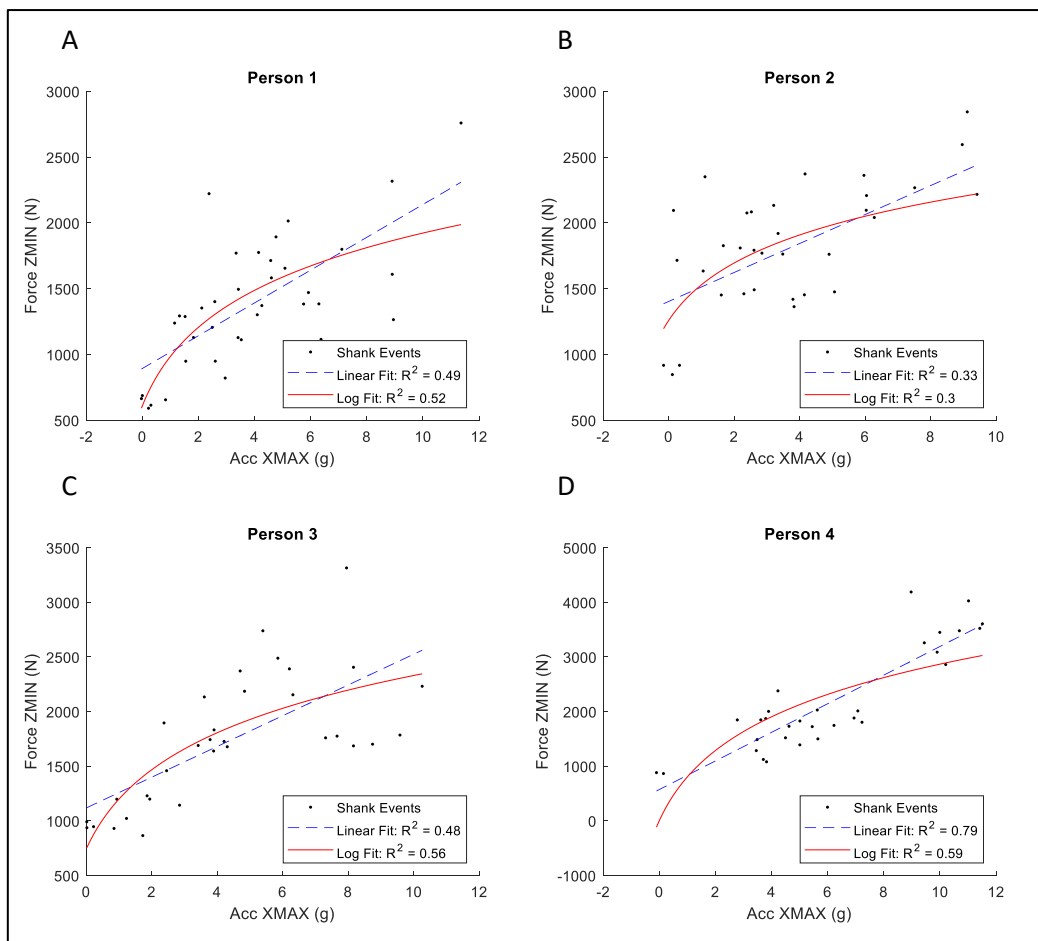 A
Person 1
3000
2500
2000
1500
1000
500
Force ZMIN (N)
-2 0 2 4 6 8 10 12
Acc XMAX (g)
Shank Events
Linear Fit: R² = 0.49
Log Fit: R² = 0.52
B
Person 2
3000
2500
2000
1500
1000
500
Force ZMIN (N)
-2 0 2 4 6 8 10
Acc XMAX (g)
Shank Events
Linear Fit: R² = 0.33
Log Fit: R² = 0.3
C
Person 3
3500
3000
2500
2000
1500
1000
500
Force ZMIN (N)
0 2 4 6 8 10 12
Acc XMAX (g)
Shank Events
Linear Fit: R² = 0.48
Log Fit: R² = 0.56
D
Person 4
5000
4000
3000
2000
1000
0
-1000
Force ZMIN (N)
-2 0 2 4 6 8 10 12
Acc XMAX (g)
Shank Events
Linear Fit: R² = 0.79
Log Fit: R² = 0.59